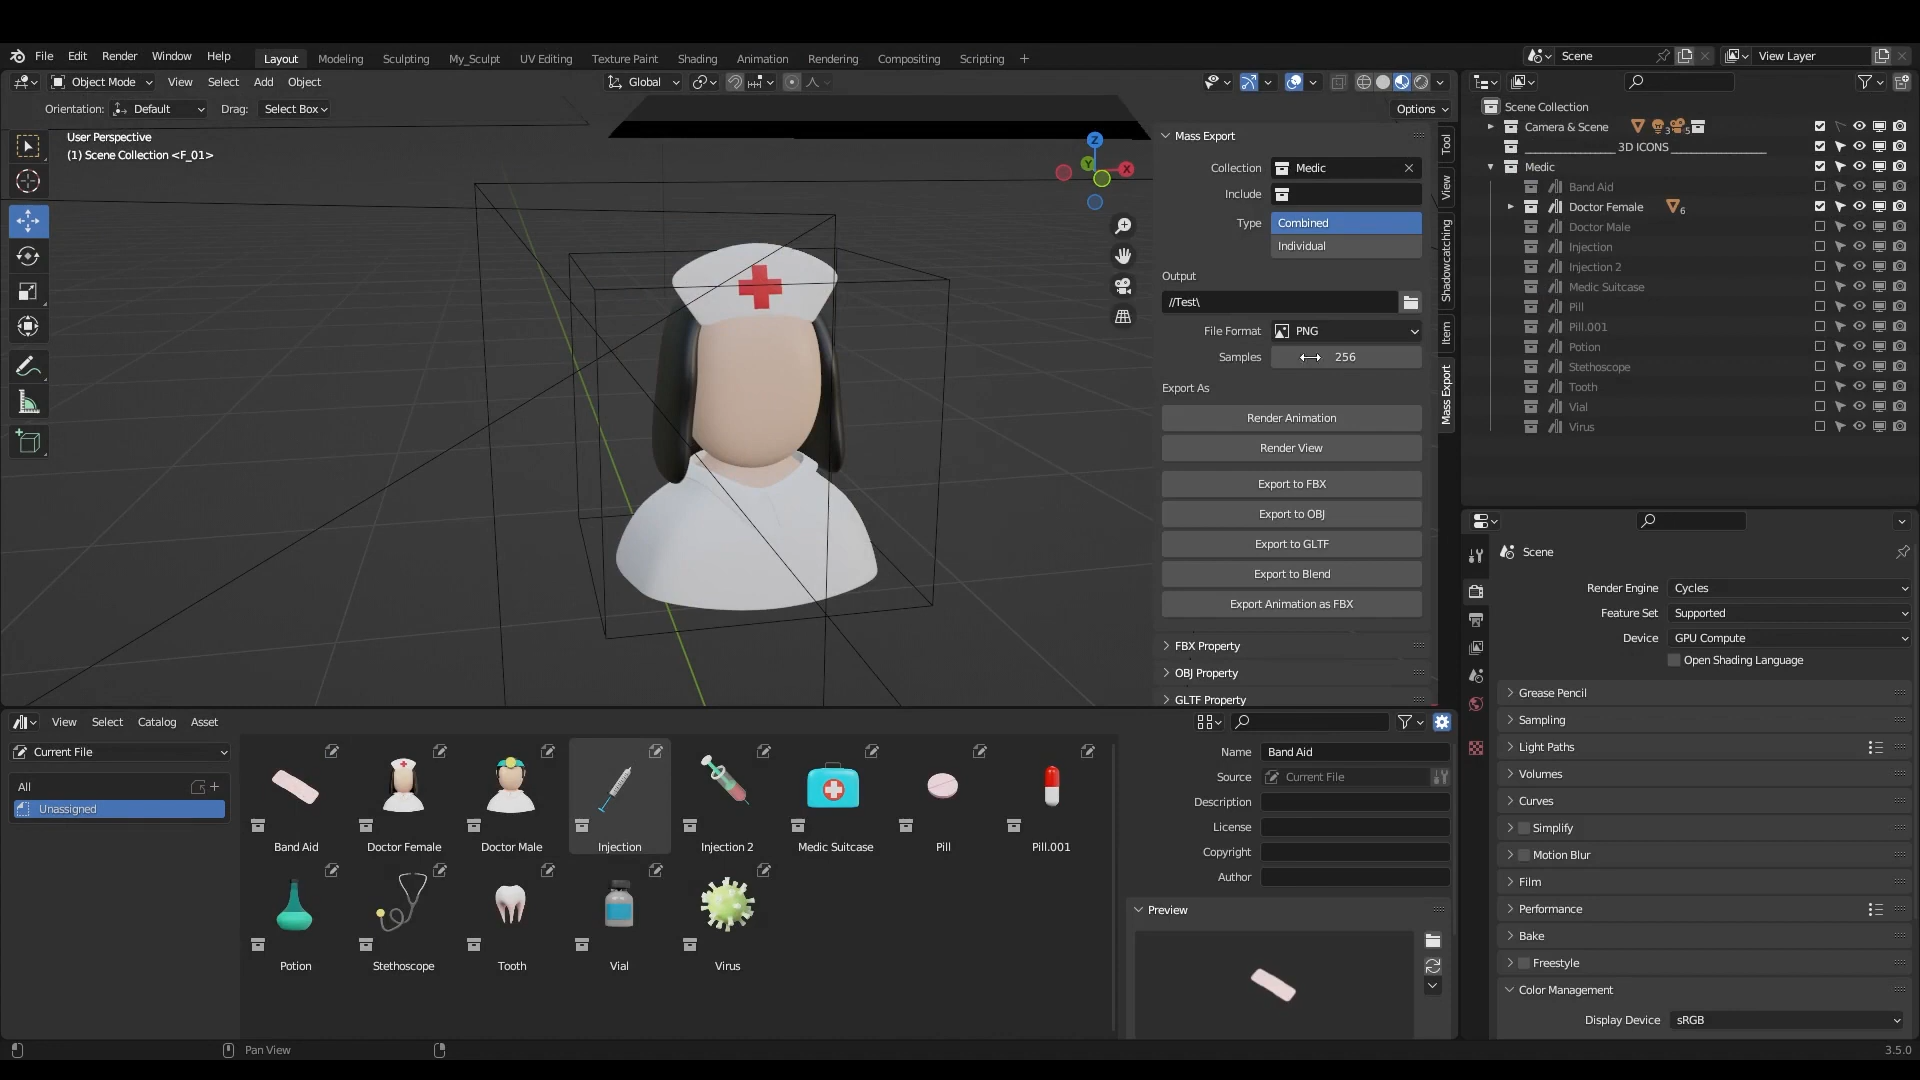 File Edit Render Window Help Layout Modeling Sculpting My_Sculpt UV Editing Texture Paint Shading Animation Rendering Compositing Scripting + Scene View Layer
Object Mode View Select Add Object Global
Orientation: Default Drag: Select Box Options
User Perspective
(1) Scene Collection <F_01>
Z
Y
X
Mass Export
Collection Medic
Include
Type Combined
Individual
Output
//Test\
File Format PNG
Samples 256
Export As
Render Animation
Render View
Export to FBX
Export to OBJ
Export to GLTF
Export to Blend
Export Animation as FBX
FBX Property
OBJ Property
GLTF Property
Tool
View
Shadowcatching
Item
Mass Export
Scene Collection
Camera & Scene 3 5
________________ 3D ICONS ________________
Medic
Band Aid
Doctor Female 6
Doctor Male
Injection
Injection 2
Medic Suitcase
Pill
Pill.001
Potion
Stethoscope
Tooth
Vial
Virus
Scene
Render Engine Cycles
Feature Set Supported
Device GPU Compute
Open Shading Language
Grease Pencil
Sampling
Light Paths
Volumes
Curves
Simplify
Motion Blur
Film
Performance
Bake
Freestyle
Color Management
Display Device sRGB
View Select Catalog Asset
Current File
All
Unassigned
Band Aid Doctor Female Doctor Male Injection Injection 2 Medic Suitcase Pill Pill.001
Potion Stethoscope Tooth Vial Virus
Name Band Aid
Source Current File
Description
License
Copyright
Author
Preview
Pan View 3.5.0